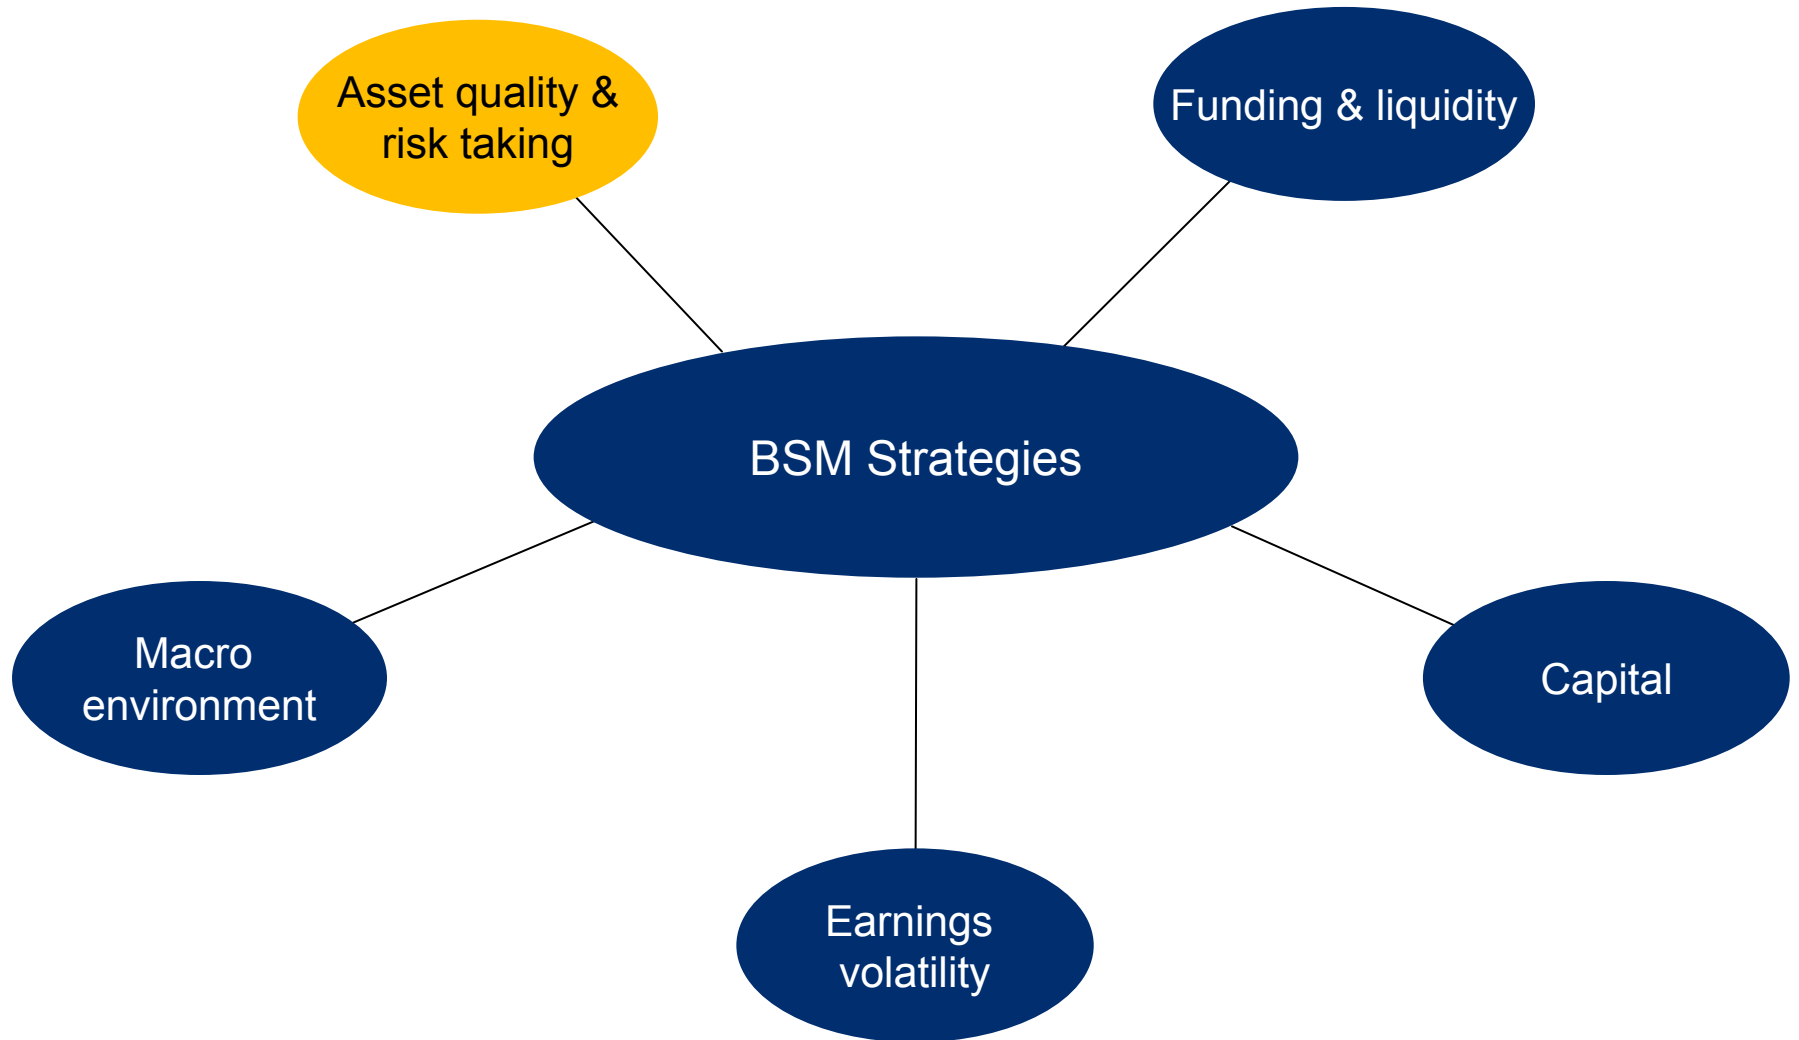 Asset quality &
risk taking
Funding & liquidity
BSM Strategies
Macro
environment
Capital
Earnings
volatility